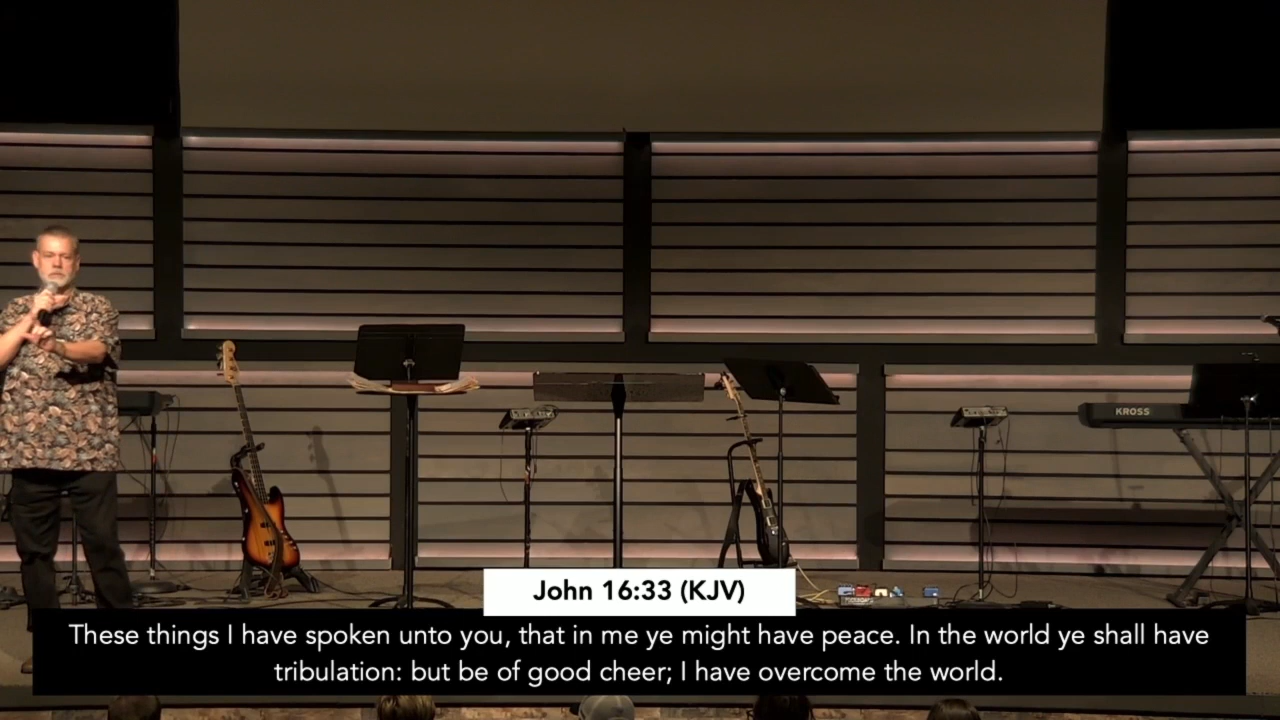 KROSS
John 16:33 (KJV)
These things I have spoken unto you, that in me ye might have peace. In the world ye shall have
tribulation: but be of good cheer; I have overcome the world.